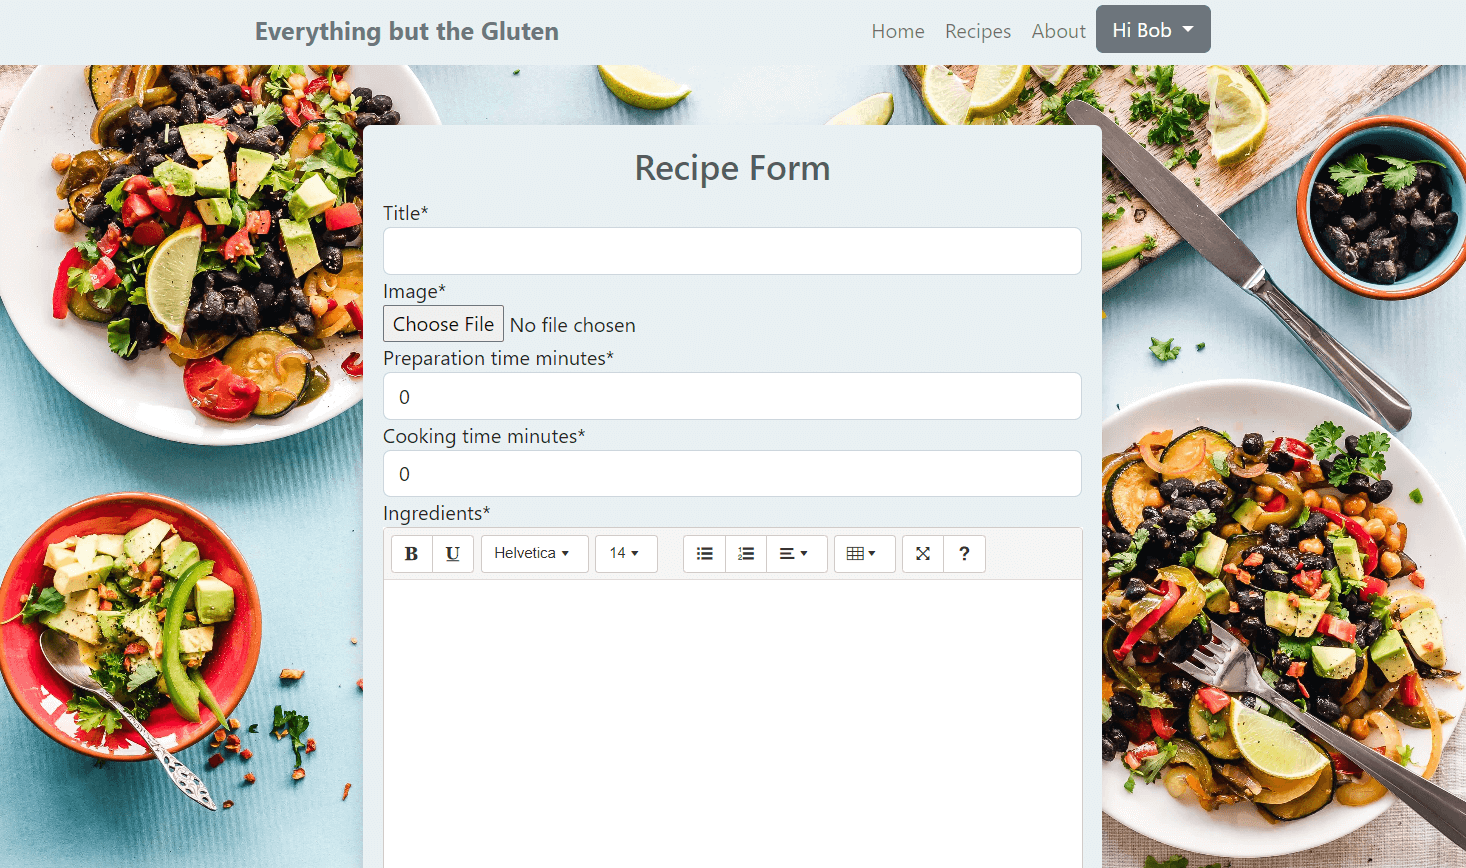 Everything but the Gluten
Home Recipes About Hi Bob
Recipe Form
Title*
Image*
Choose File No file chosen
Preparation time minutes*
0
Cooking time minutes*
0
Ingredients*
B U Helvetica 14 ?